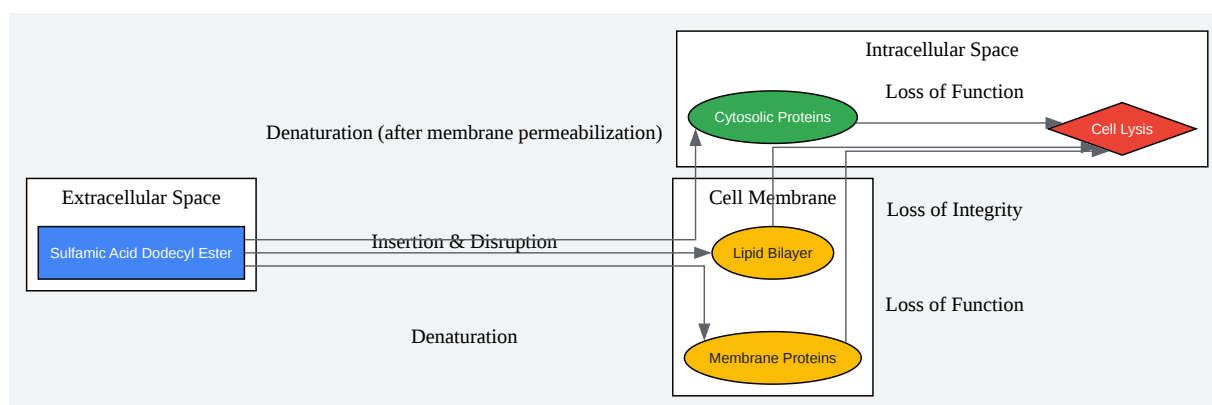 Intracellular Space
Loss of Function
Cytosolic Proteins
Cell Lysis
Denaturation (after membrane permeabilization)
Extracellular Space
Cell Membrane
Loss of Integrity
Insertion & Disruption
Sulfamic Acid Dodecyl Ester
Lipid Bilayer
Loss of Function
Denaturation
Membrane Proteins